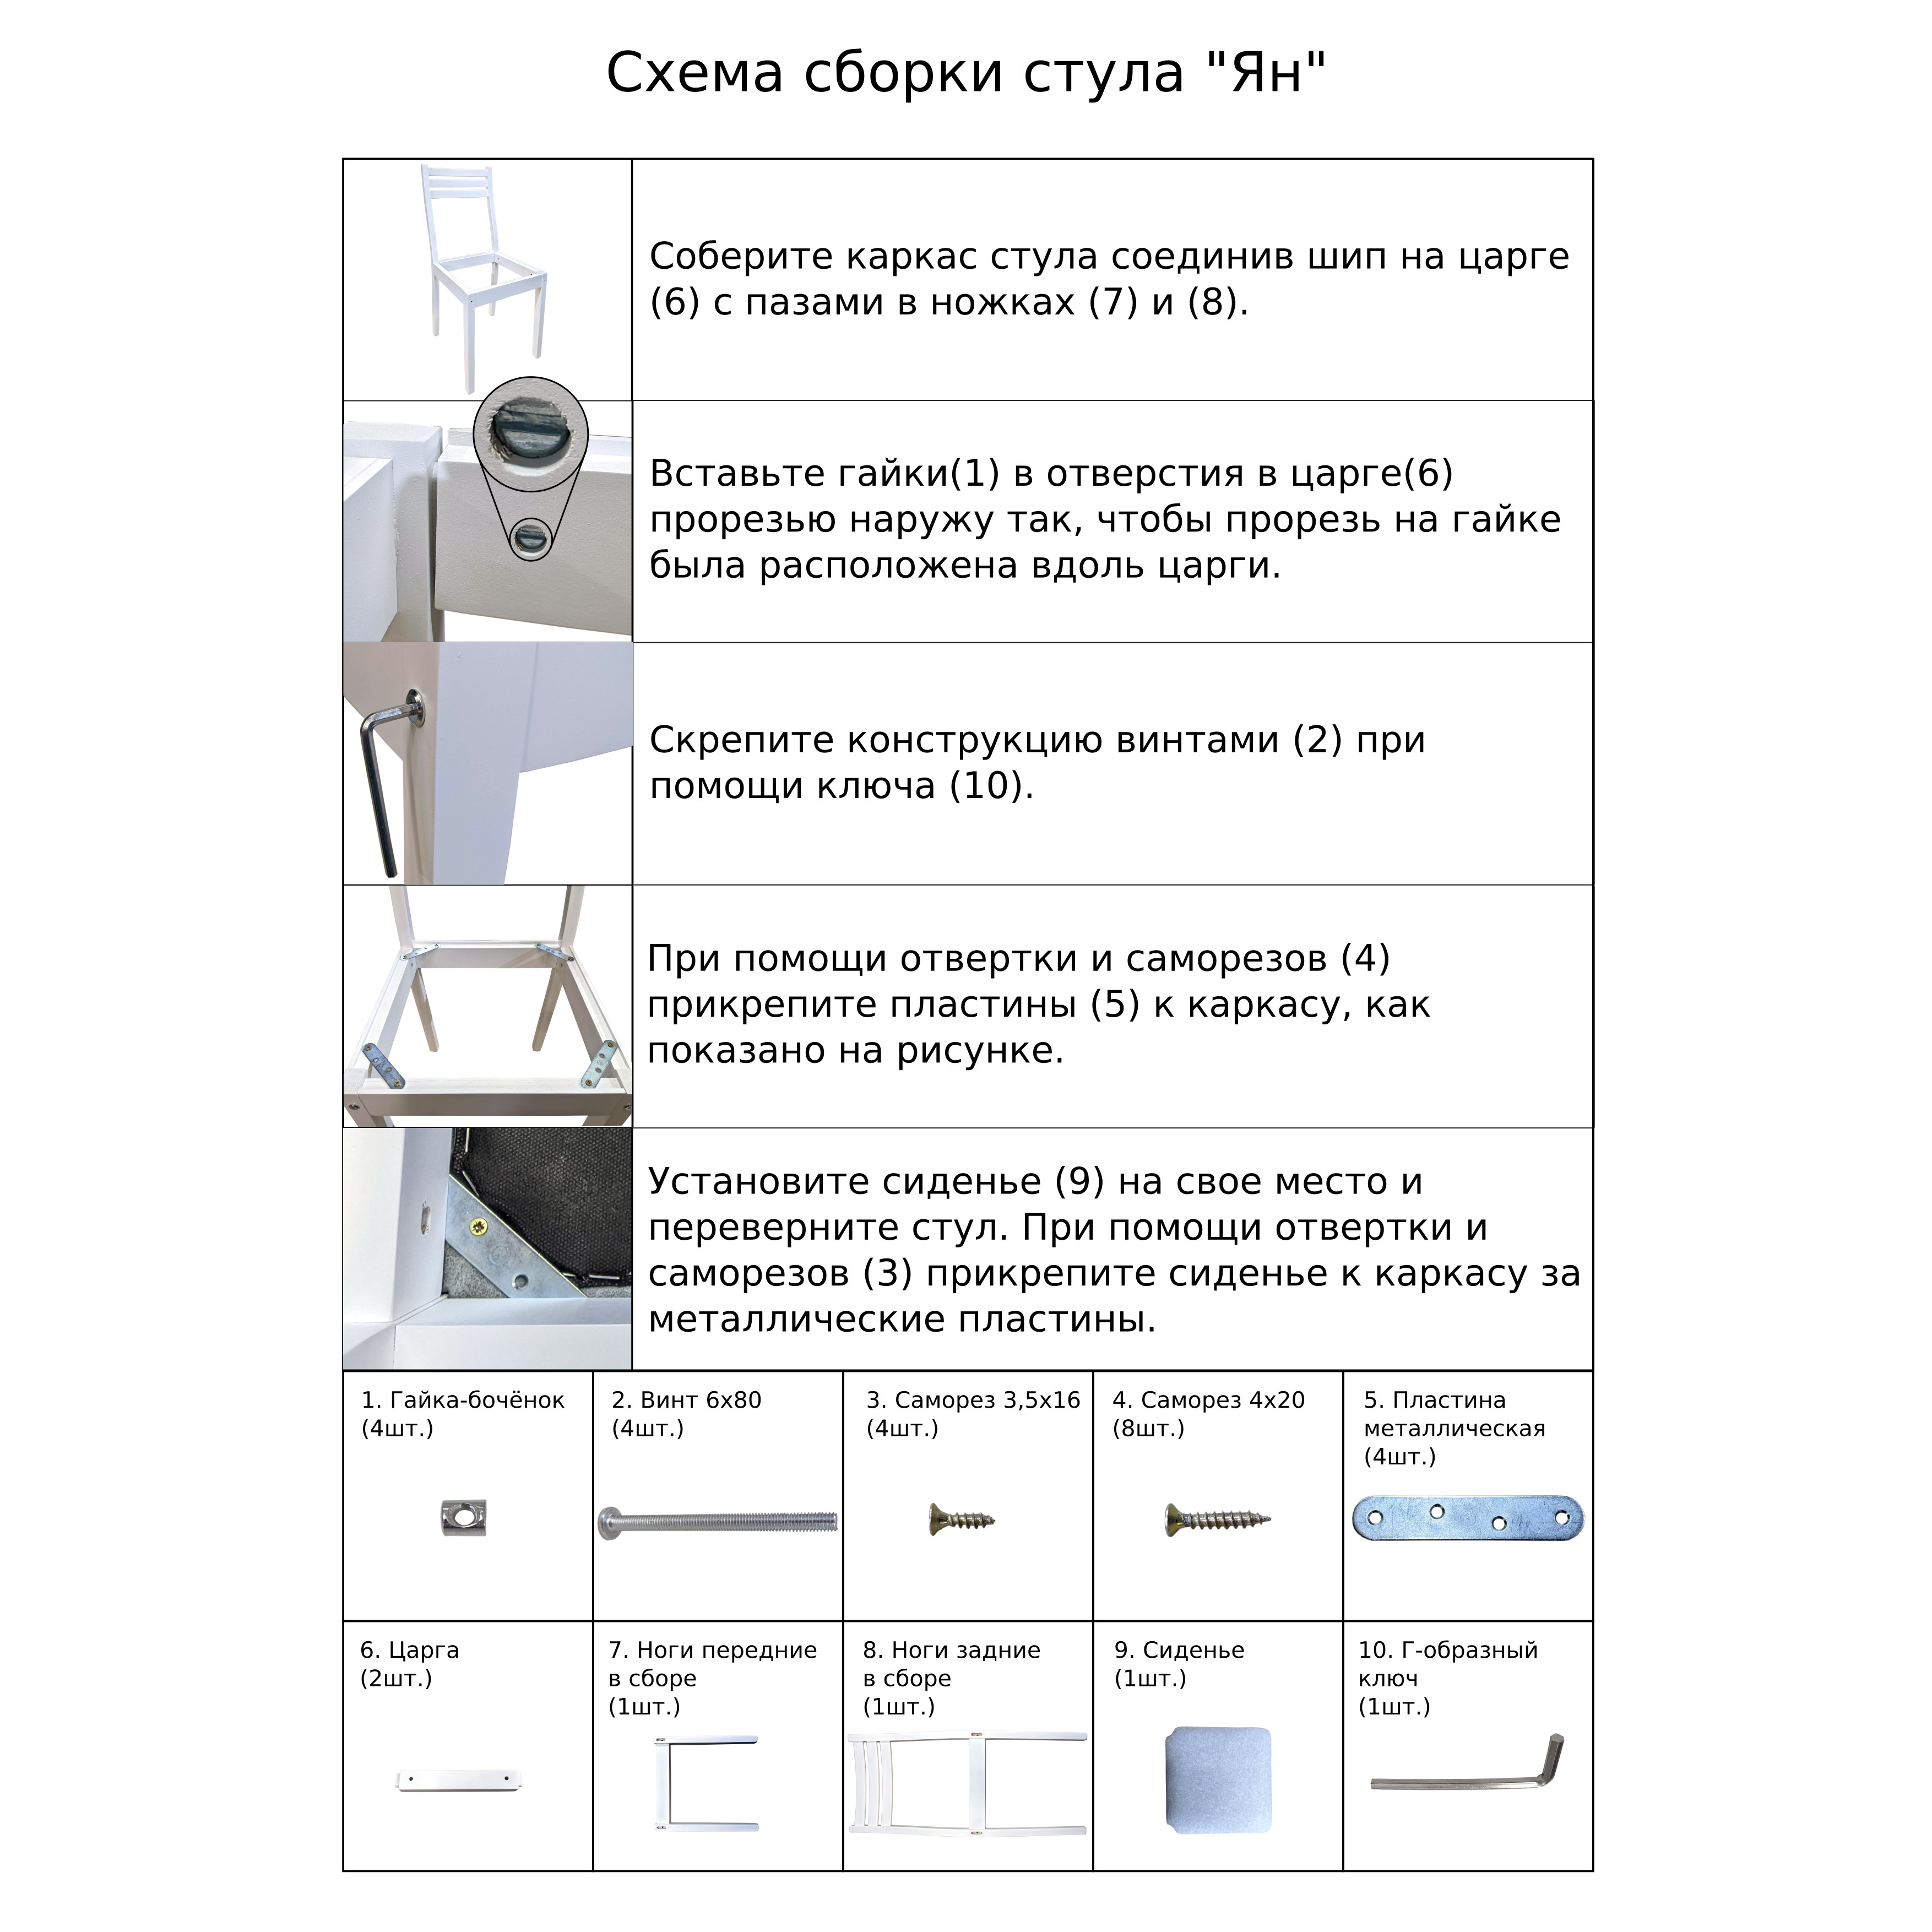 Схема сборки стула "Ян"
Соберите каркас стула соединив шип на царге
(6) с пазами в ножках (7) и (8).
Вставьте гайки(1) в отверстия в царге(6)
прорезью наружу так, чтобы прорезь на гайке
была расположена вдоль царги.
Скрепите конструкцию винтами (2) при
помощи ключа (10).
При помощи отвертки и саморезов (4)
прикрепите пластины (5) к каркасу, как
показано на рисунке.
Установите сиденье (9) на свое место и
переверните стул. При помощи отвертки и
саморезов (3) прикрепите сиденье к каркасу за
металлические пластины.
1. Гайка-бочёнок
(4шт.)
2. Винт 6х80
(4шт.)
3. Саморез 3,5х16
(4шт.)
4. Саморез 4х20
(8шт.)
5. Пластина
металлическая
(4шт.)
6. Царга
(2шт.)
7. Ноги передние
в сборе
(1шт.)
8. Ноги задние
в сборе
(1шт.)
9. Сиденье
(1шт.)
10. Г-образный
ключ
(1шт.)